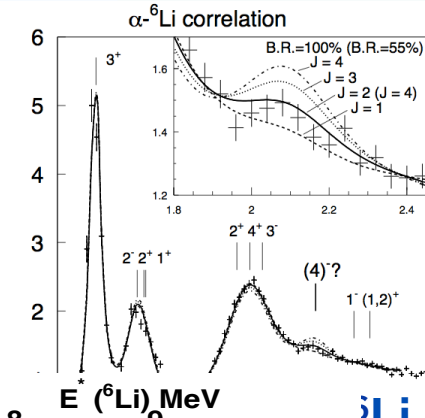 α-⁶Li correlation
6
5
4
3
2
3⁺
2⁻ 2⁺ 1⁺
B.R.=100% (B.R.=55%)
J = 4
J = 3
J = 2 (J = 4)
J = 1
1.6
1.4
1.2
1.8 2 2.2 2.4
2⁺ 4⁺ 3⁻
(4)⁻?
1⁻ (1,2)⁺
E* (⁶Li) MeV